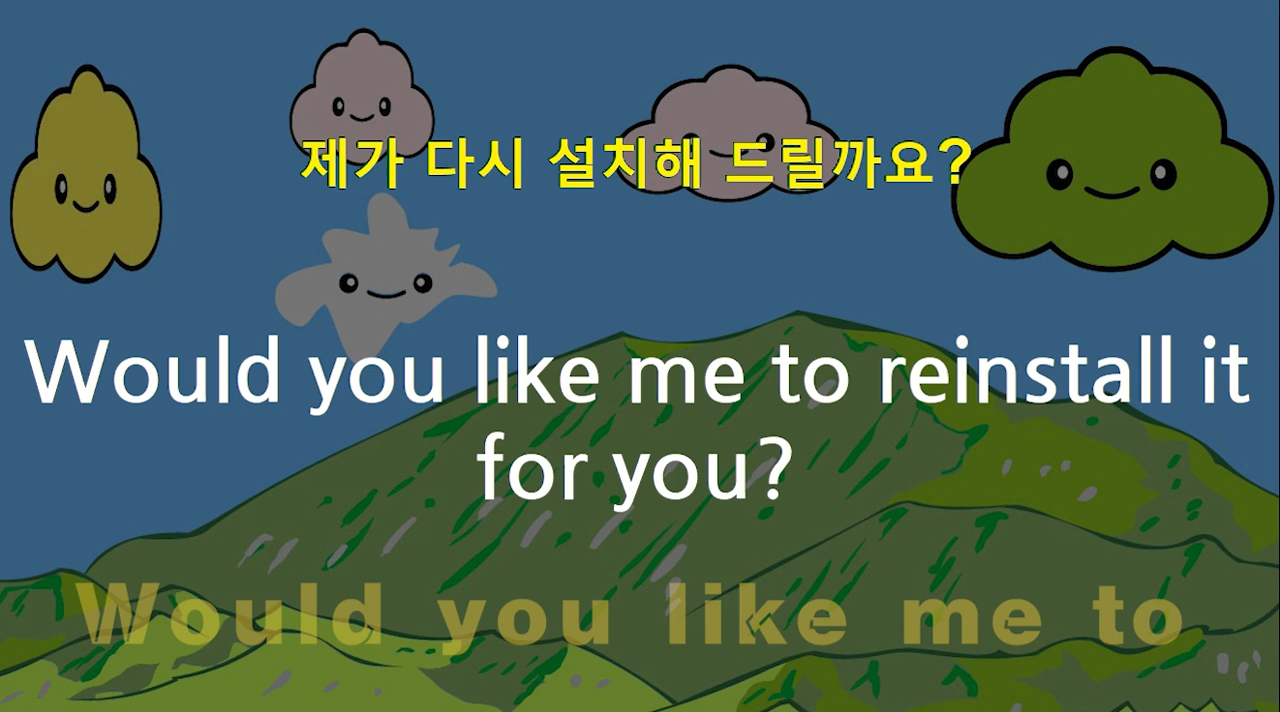 제가 다시 설치해 드릴까요?
Would you like me to reinstall it
for you?
Would you like me to